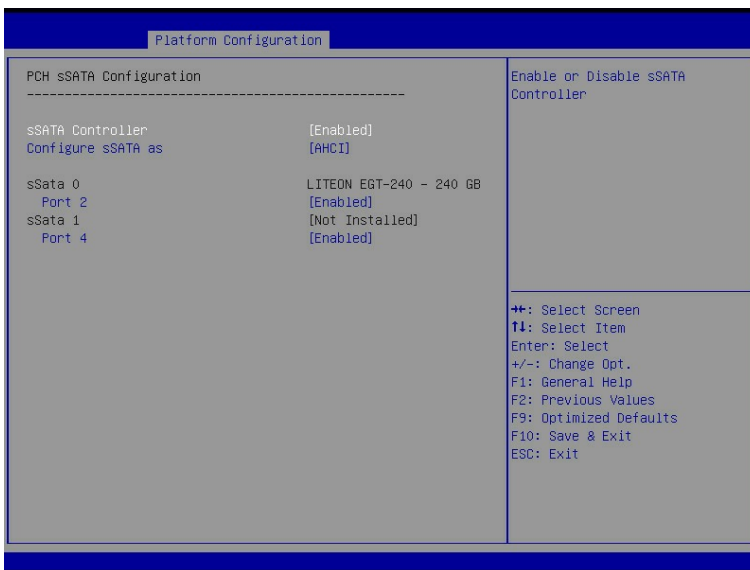 Platform Configuration
PCH sSATA Configuration
--------------------------------------------------
sSATA Controller [Enabled]
Configure sSATA as [AHCI]
sSata 0 LITEON EGT-240 - 240 GB
Port 2 [Enabled]
sSata 1 [Not Installed]
Port 4 [Enabled]
Enable or Disable sSATA
Controller
→←: Select Screen
↑↓: Select Item
Enter: Select
+/-: Change Opt.
F1: General Help
F2: Previous Values
F9: Optimized Defaults
F10: Save & Exit
ESC: Exit